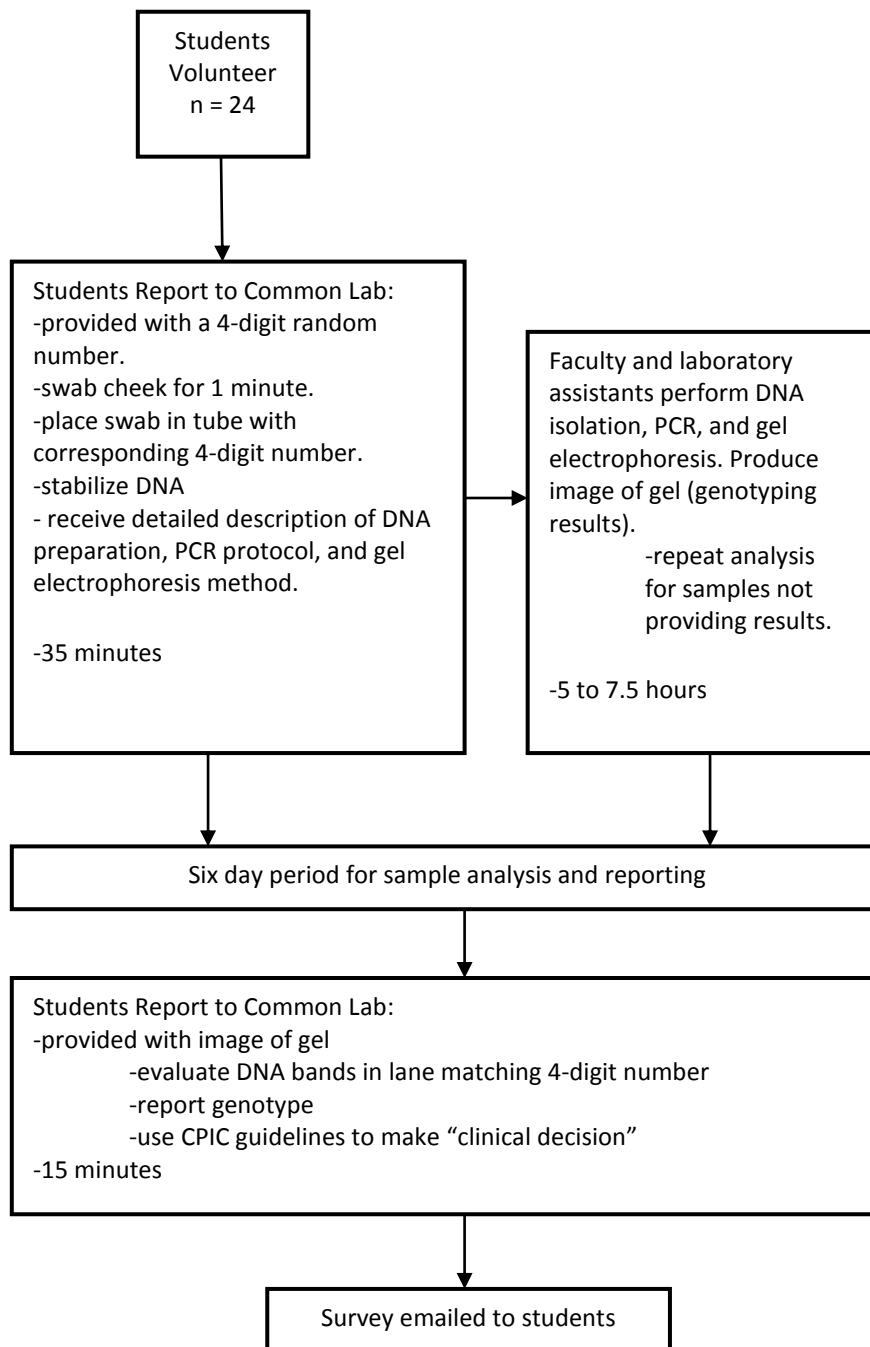 Students
Volunteer
n = 24
Students Report to Common Lab:
-provided with a 4-digit random
number.
-swab cheek for 1 minute.
-place swab in tube with
corresponding 4-digit number.
-stabilize DNA
- receive detailed description of DNA
preparation, PCR protocol, and gel
electrophoresis method.
-35 minutes
Faculty and laboratory
assistants perform DNA
isolation, PCR, and gel
electrophoresis. Produce
image of gel (genotyping
results).
-repeat analysis
for samples not
providing results.
-5 to 7.5 hours
Six day period for sample analysis and reporting
Students Report to Common Lab:
-provided with image of gel
-evaluate DNA bands in lane matching 4-digit number
-report genotype
-use CPIC guidelines to make “clinical decision”
-15 minutes
Survey emailed to students